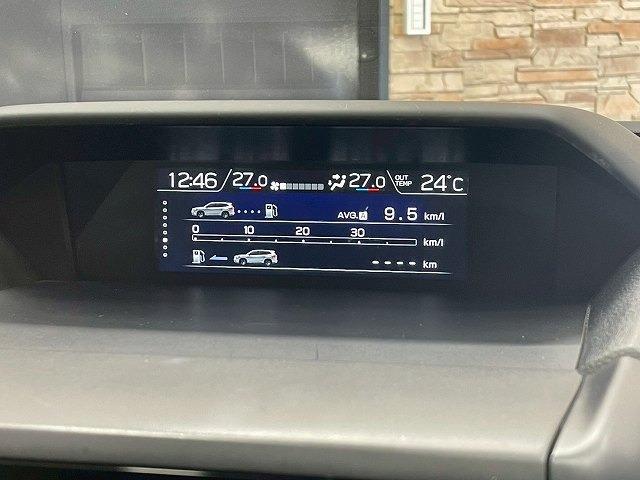 12:46 27.0 27.0 OUT TEMP 24°C
AVG. 9.5 km/l
0 10 20 30 km/l
---- km